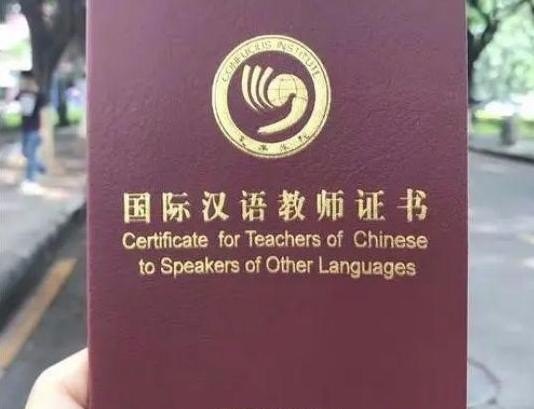 CONFUCIUS INSTITUTE
国际汉语教师证书
Certificate for Teachers of Chinese
to Speakers of Other Languages